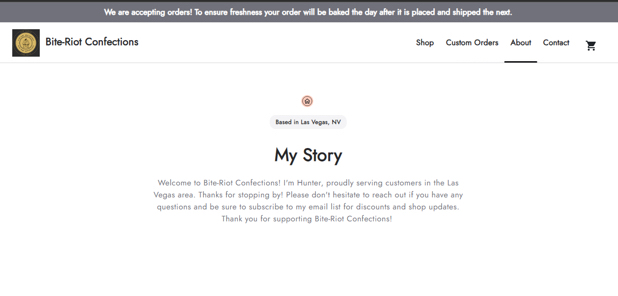 We are accepting orders! To ensure freshness your order will be baked the day after it is placed and shipped the next.
Bite-Riot Confections
Shop
Custom Orders
About
Contact
Based in Las Vegas, NV
My Story
Welcome to Bite-Riot Confections! I'm Hunter, proudly serving customers in the Las
Vegas area. Thanks for stopping by! Please don't hesitate to reach out if you have any
questions and be sure to subscribe to my email list for discounts and shop updates.
Thank you for supporting Bite-Riot Confections!